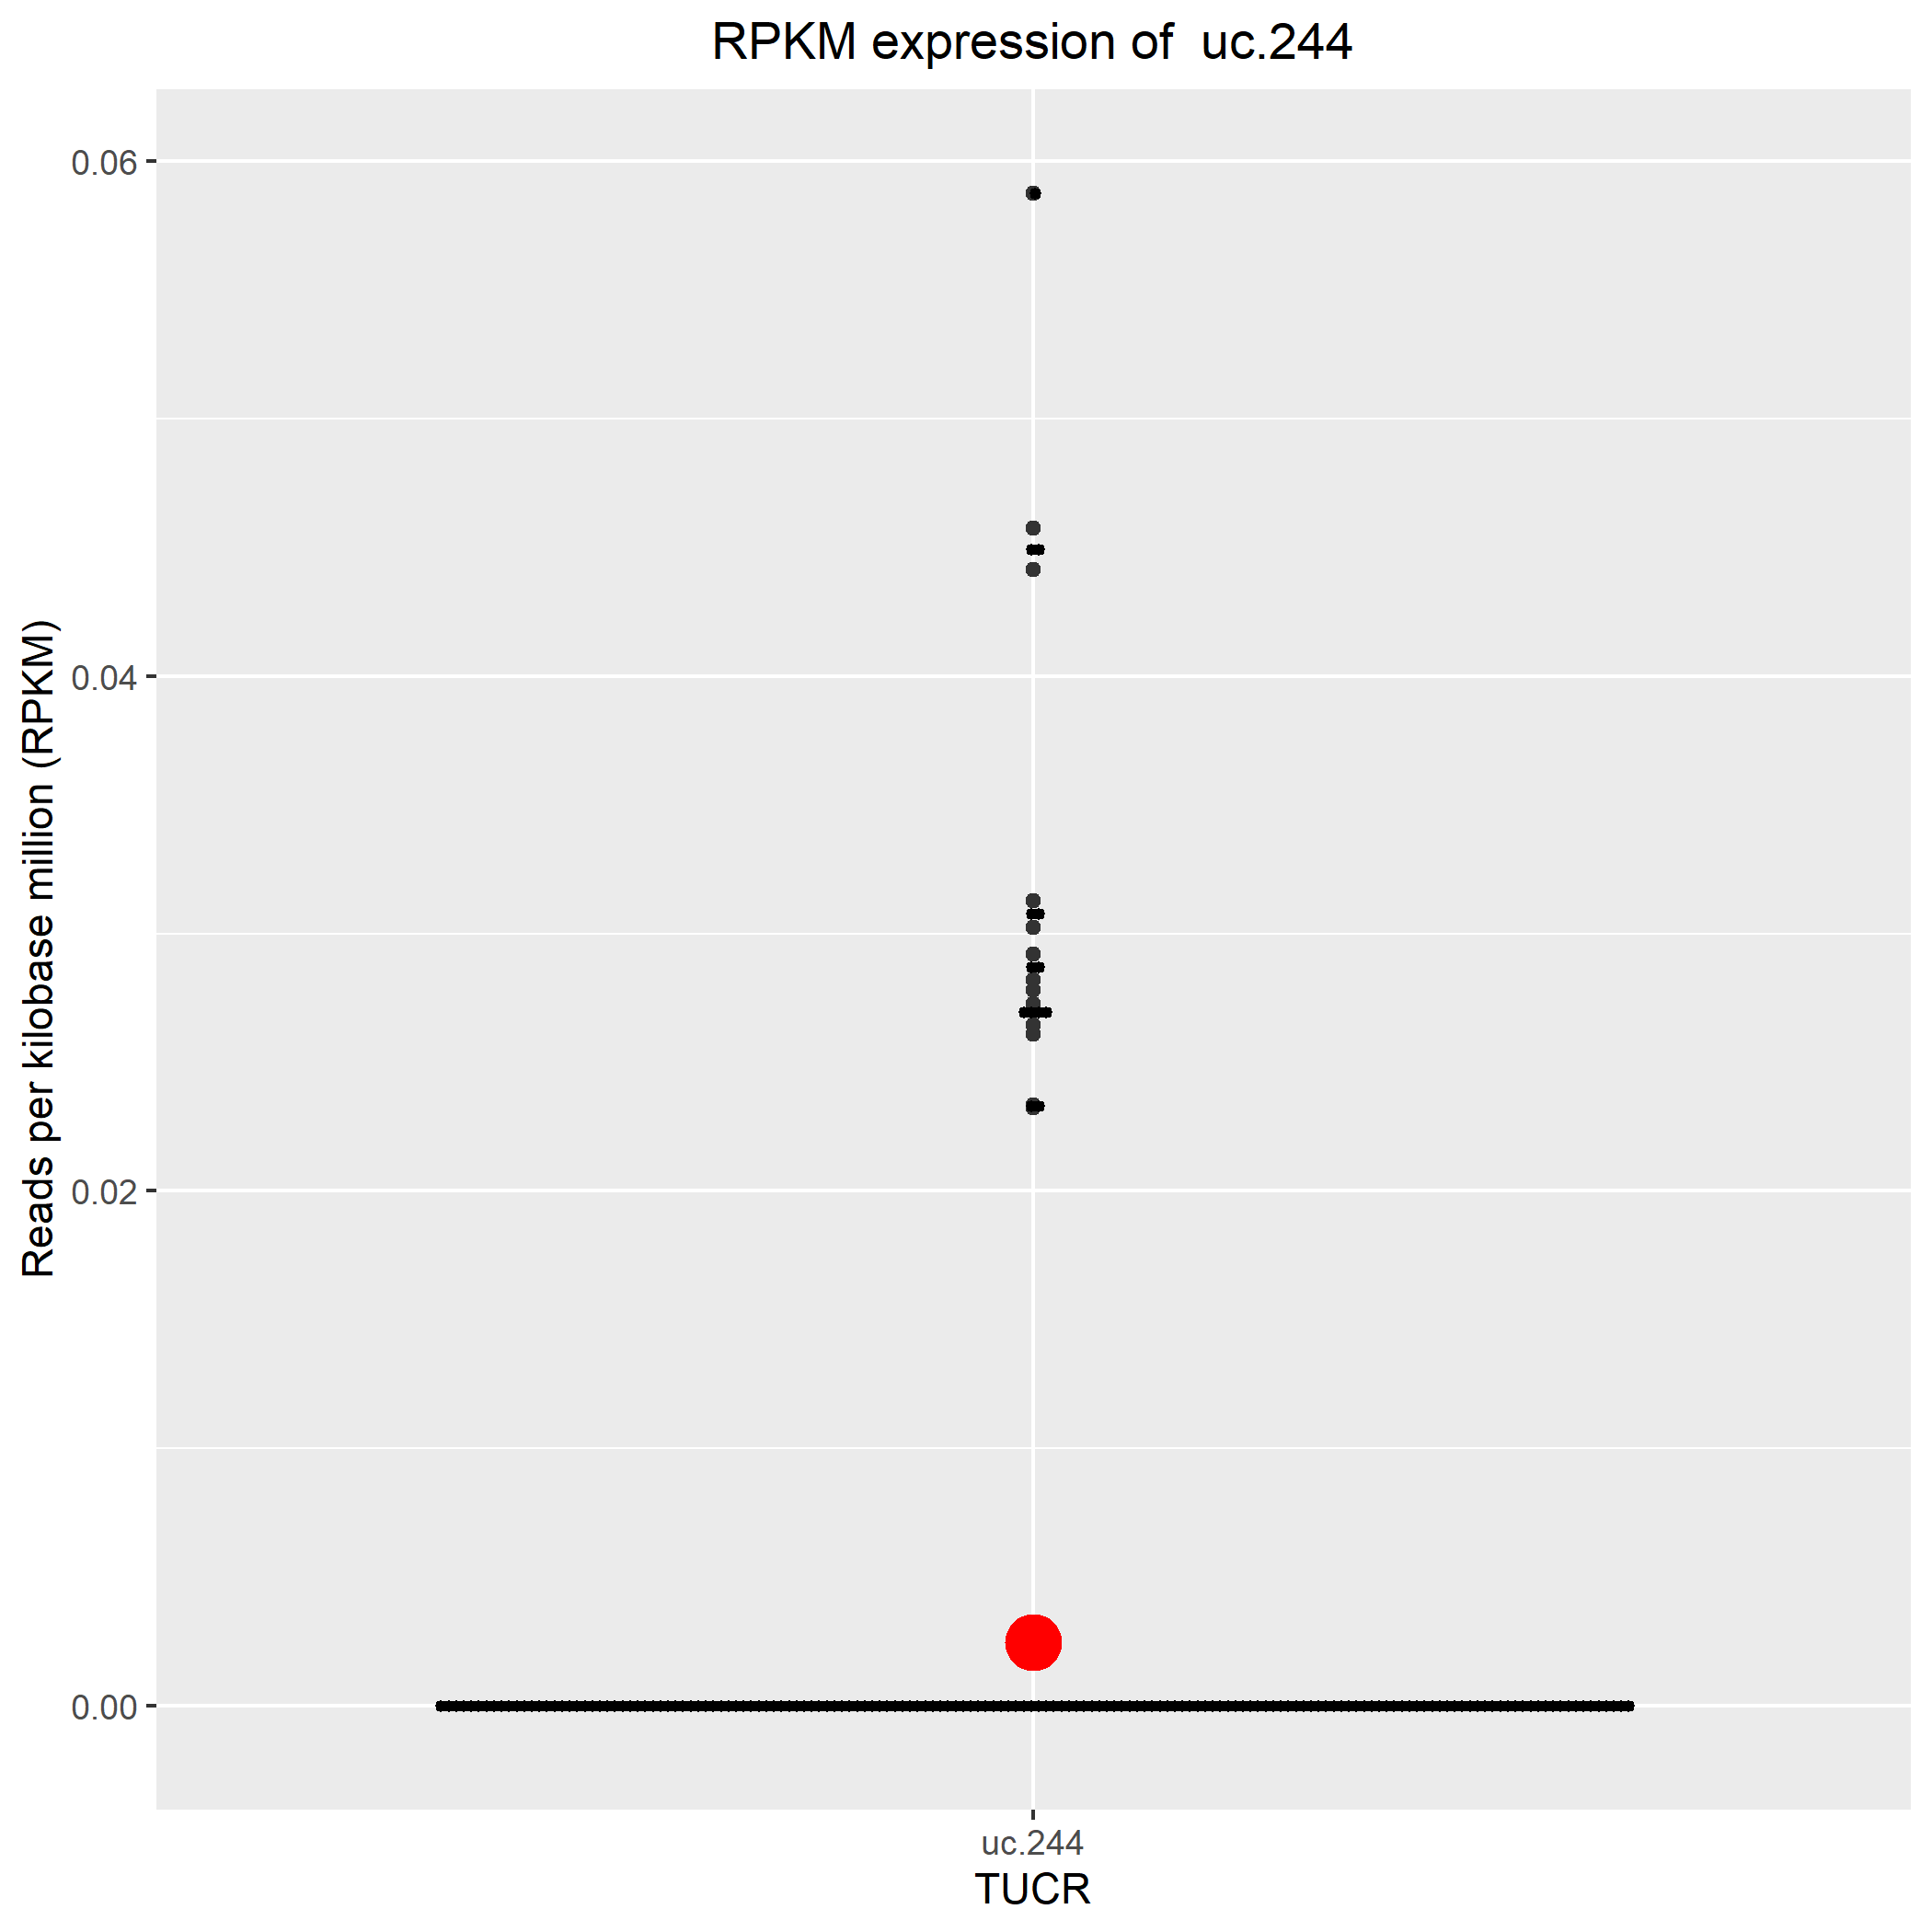 RPKM expression of  uc.244
Reads per kilobase million (RPKM)
0.06
0.04
0.02
0.00
uc.244
TUCR